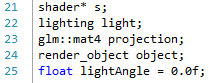 21 shader* s;
22 lighting light;
23 glm::mat4 projection;
24 render_object object;
25 float lightAngle = 0.0f;